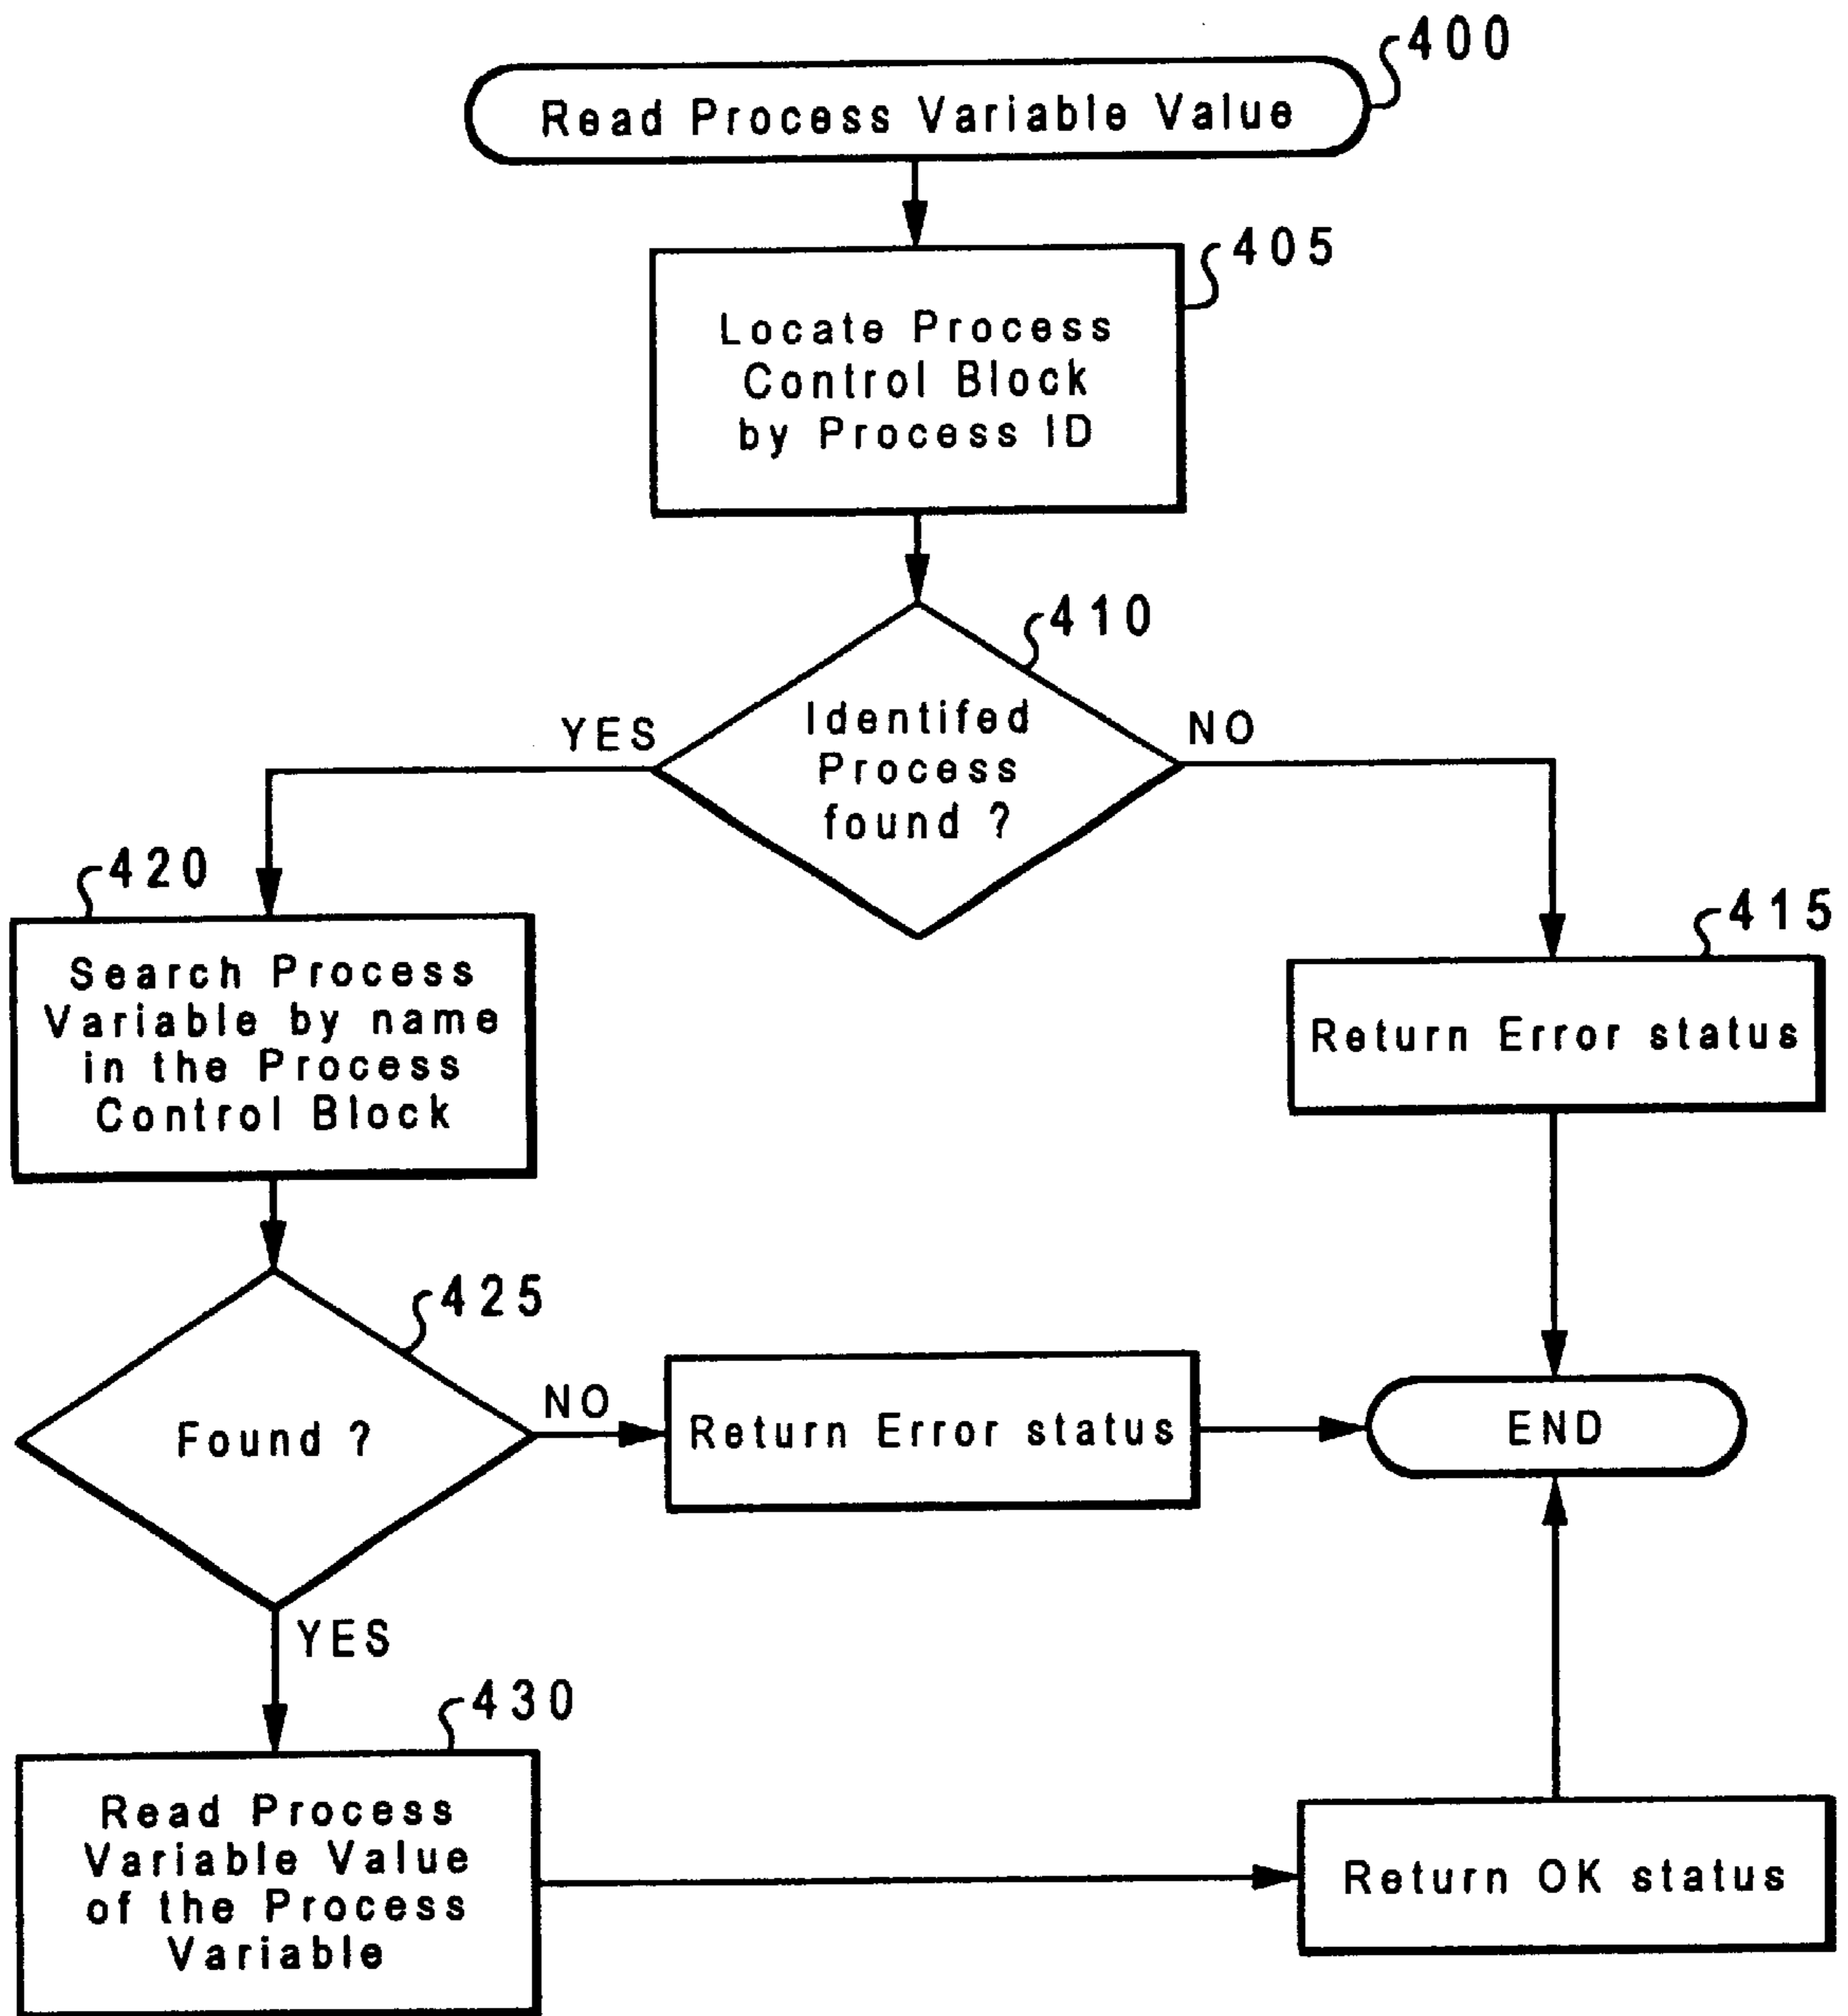 400
Read Process Variable Value
405
Locate Process
Control Block
by Process ID
410
Identifed
Process
found ?
YES
NO
420
Search Process
Variable by name
in the Process
Control Block
415
Return Error status
425
Found ?
NO
Return Error status
END
YES
430
Read Process
Variable Value
of the Process
Variable
Return OK status